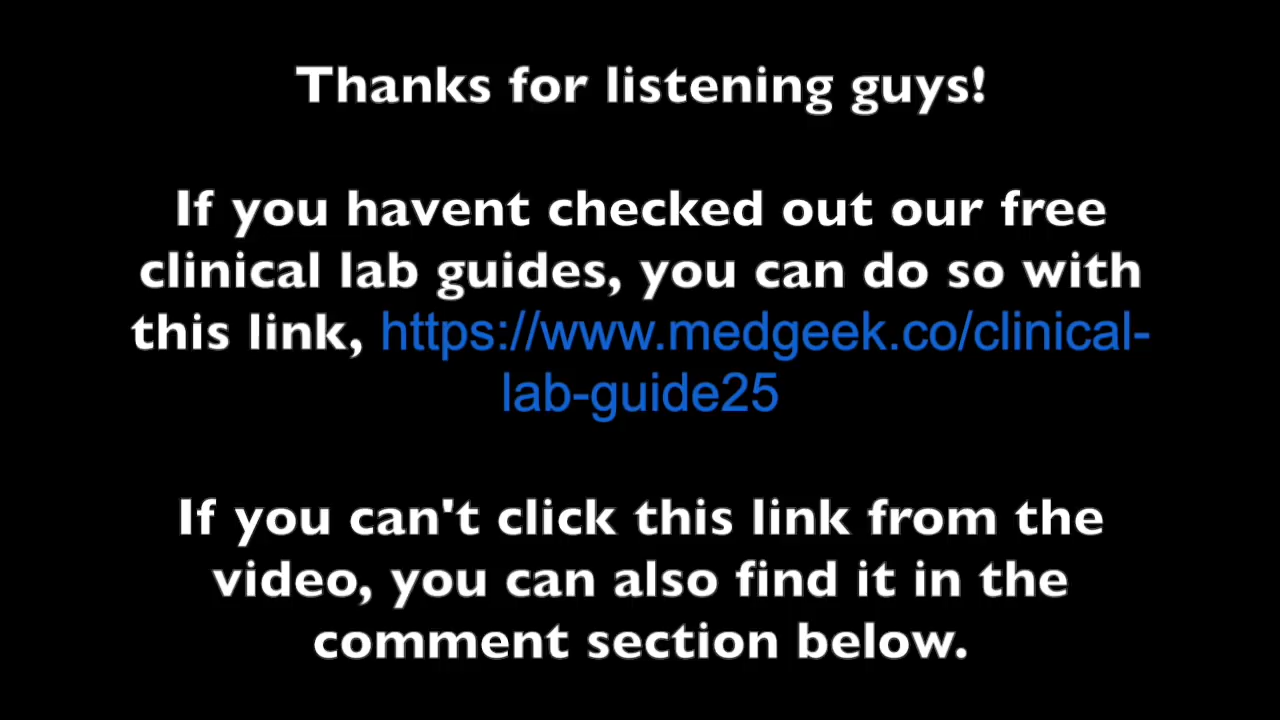 Thanks for listening guys!
If you havent checked out our free
clinical lab guides, you can do so with
this link, https://www.medgeek.co/clinical-
lab-guide25
If you can't click this link from the
video, you can also find it in the
comment section below.